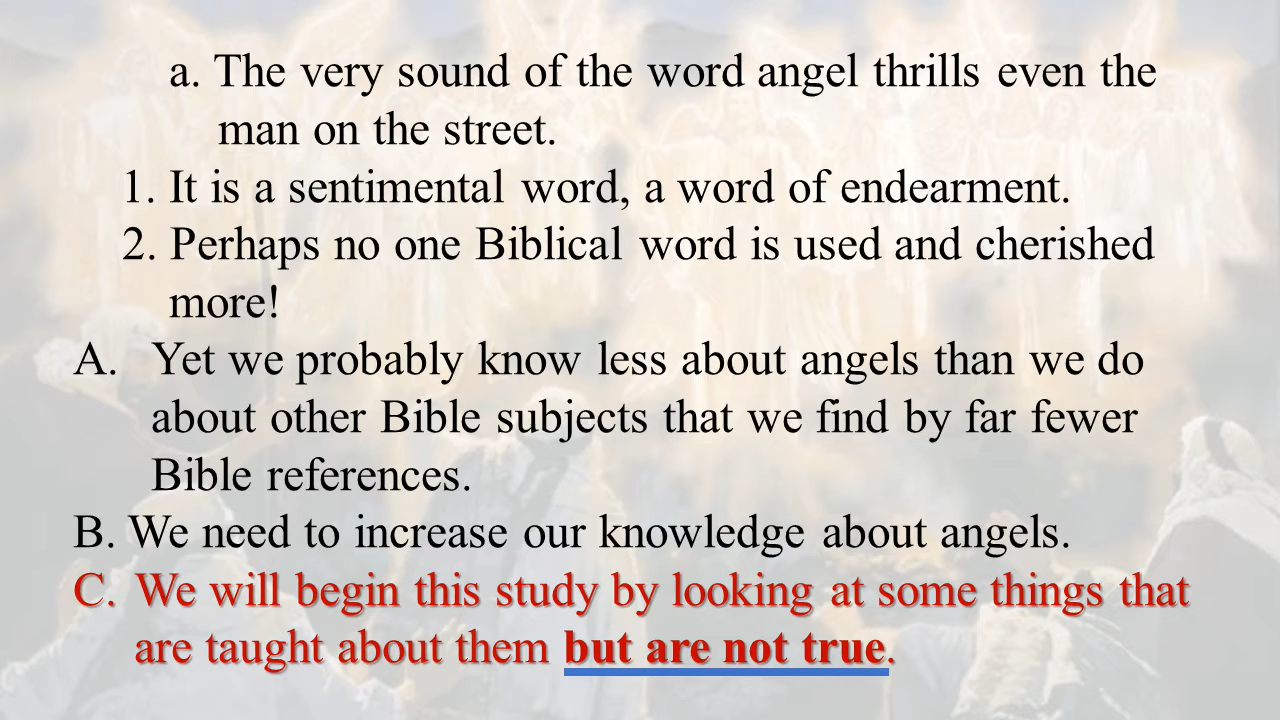 a. The very sound of the word angel thrills even the
man on the street.
1. It is a sentimental word, a word of endearment.
2. Perhaps no one Biblical word is used and cherished
more!
A. Yet we probably know less about angels than we do
about other Bible subjects that we find by far fewer
Bible references.
B. We need to increase our knowledge about angels.
C. We will begin this study by looking at some things that
are taught about them but are not true.